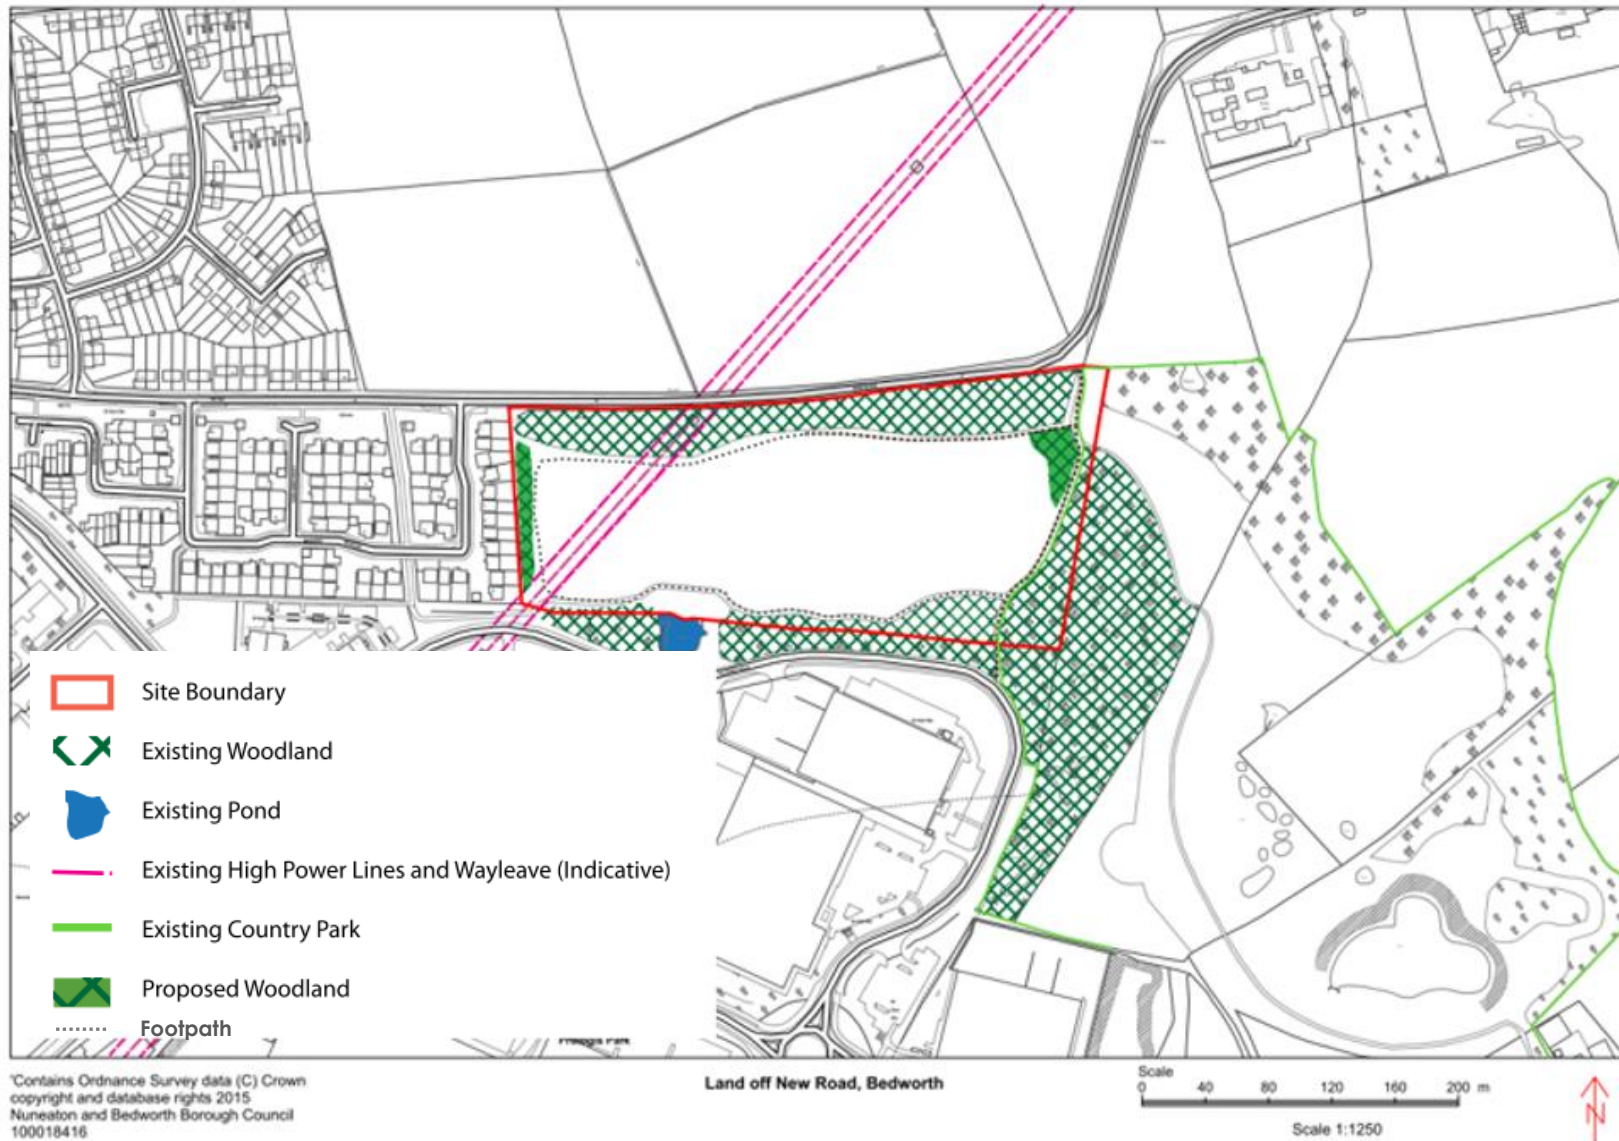 Site Boundary
Existing Woodland
Existing Pond
Existing High Power Lines and Wayleave (Indicative)
Existing Country Park
Proposed Woodland
Footpath
Prologis Park
'Contains Ordnance Survey data (C) Crown
copyright and database rights 2015
Nuneaton and Bedworth Borough Council
100018416
Land off New Road, Bedworth
Scale
0 40 80 120 160 200 m
Scale 1:1250
N